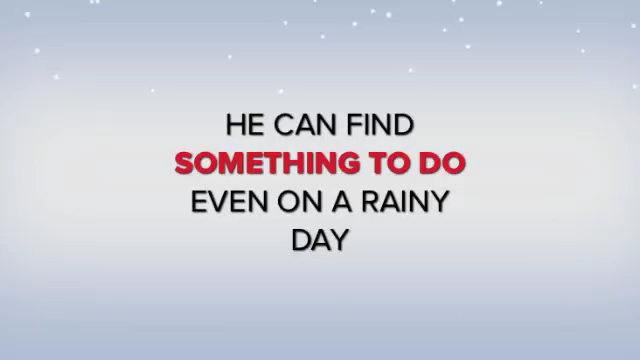 HE CAN FIND
SOMETHING TO DO
EVEN ON A RAINY
DAY